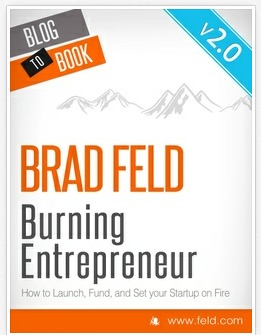 BLOG
TO
BOOK
v2.0
BRAD FELD
Burning
Entrepreneur
How to Launch, Fund, and Set your Startup on Fire
www.feld.com